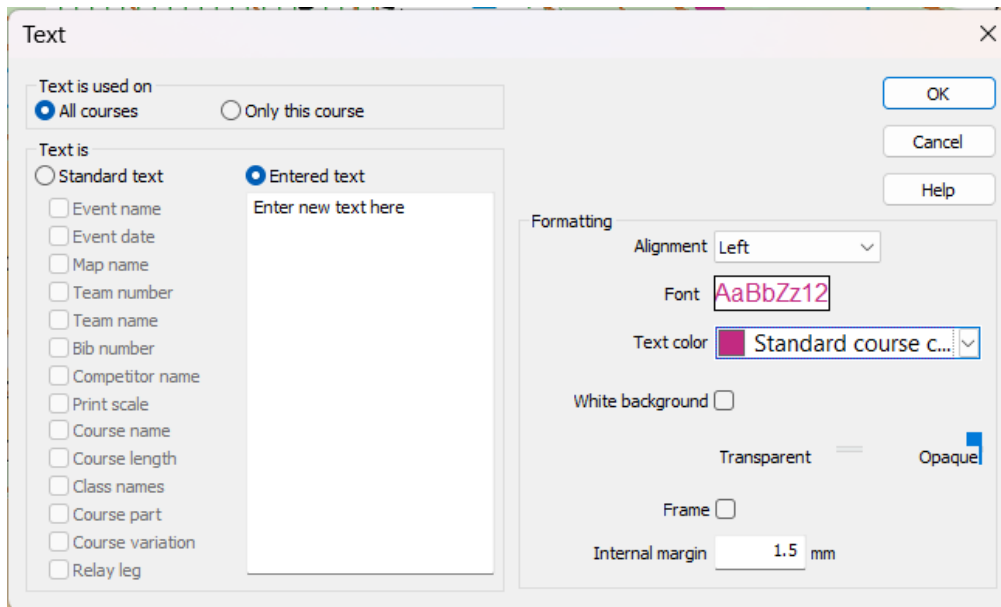 Text
Text is used on
All courses
Only this course
Text is
Standard text
Entered text
Event name
Event date
Map name
Team number
Team name
Bib number
Competitor name
Print scale
Course name
Course length
Class names
Course part
Course variation
Relay leg
Enter new text here
OK
Cancel
Help
Formatting
Alignment Left
Font AaBbZz12
Text color Standard course c...
White background
Transparent Opaque
Frame
Internal margin 1.5 mm